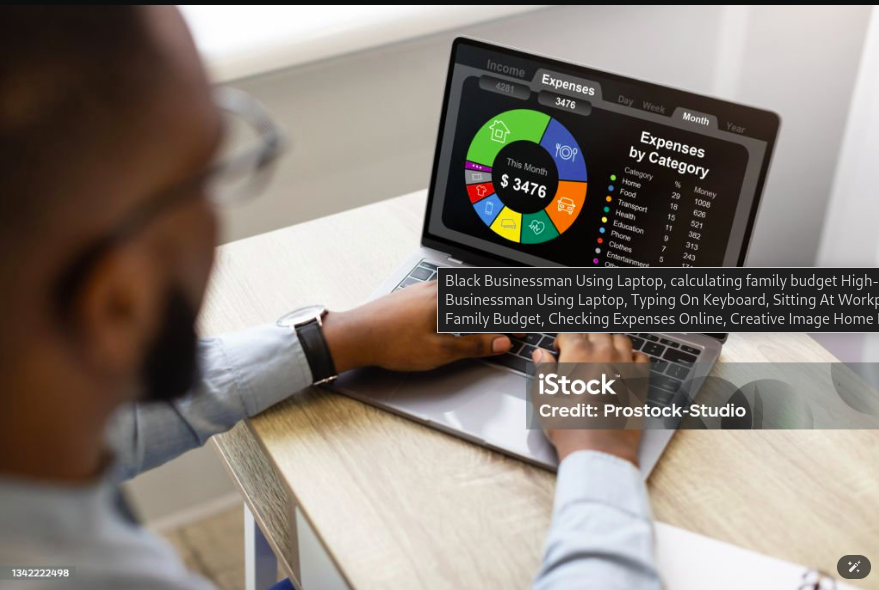 Income
Expenses
4281
3476
Day Week Month Year
Expenses
by Category
This Month
$ 3476
Category % Money
Home 29 1008
Food 18 626
Transport 15 521
Health 11 382
Education 9 313
Phone 7 243
Clothes 5
Entertainment
Black Businessman Using Laptop, calculating family budget High-
Businessman Using Laptop, Typing On Keyboard, Sitting At
Family Budget, Checking Expenses Online, Creative Image Home
iStock™
Credit: Prostock-Studio
1342222498